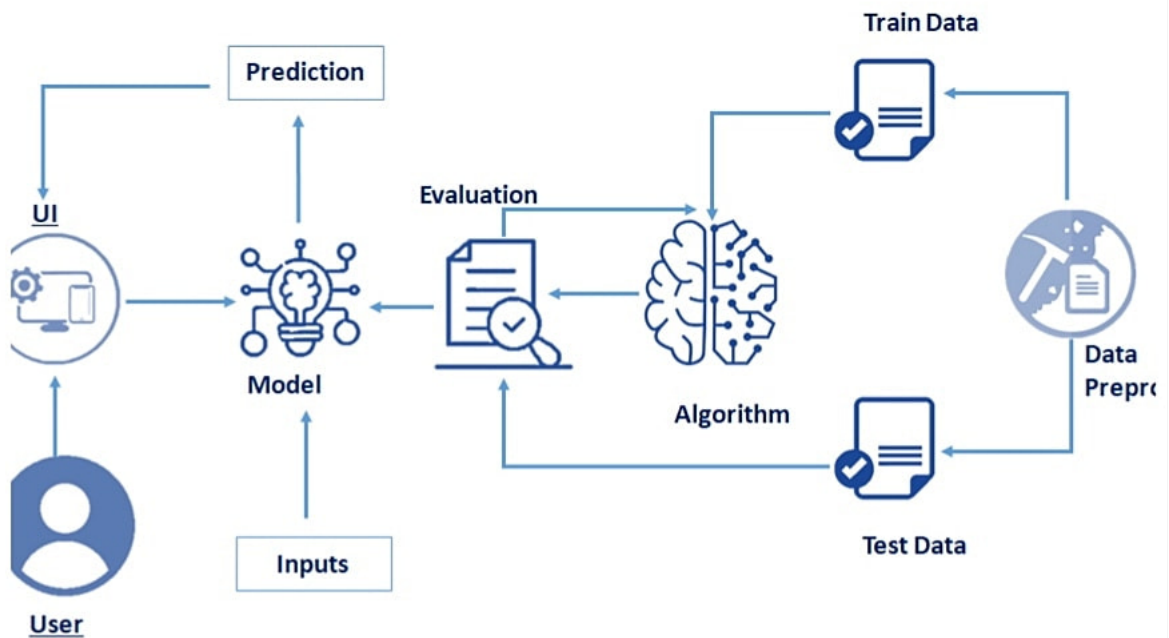 Train Data
Prediction
Evaluation
UI
Data
Model
Algorithm
Test Data
Inputs
User